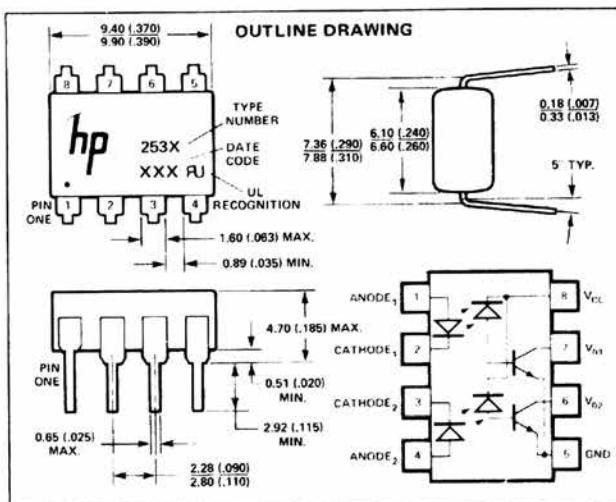 OUTLINE DRAWING
9.40 (.370)
9.90 (.390)
8 7 6 5
hp
253X
XXX RU
TYPE
NUMBER
DATE
CODE
UL
RECOGNITION
PIN
ONE
1 2 3 4
1.60 (.063) MAX.
0.89 (.035) MIN.
7.36 (.290)
7.88 (.310)
6.10 (.240)
6.60 (.260)
0.18 (.007)
0.33 (.013)
5° TYP.
PIN
ONE
4.70 (.185) MAX.
0.51 (.020)
MIN.
2.92 (.115)
MIN.
0.65 (.025)
MAX.
2.28 (.090)
2.80 (.110)
ANODE1 1 8 VCC
CATHODE1 2 7 V01
CATHODE2 3 6 V02
ANODE2 4 5 GND